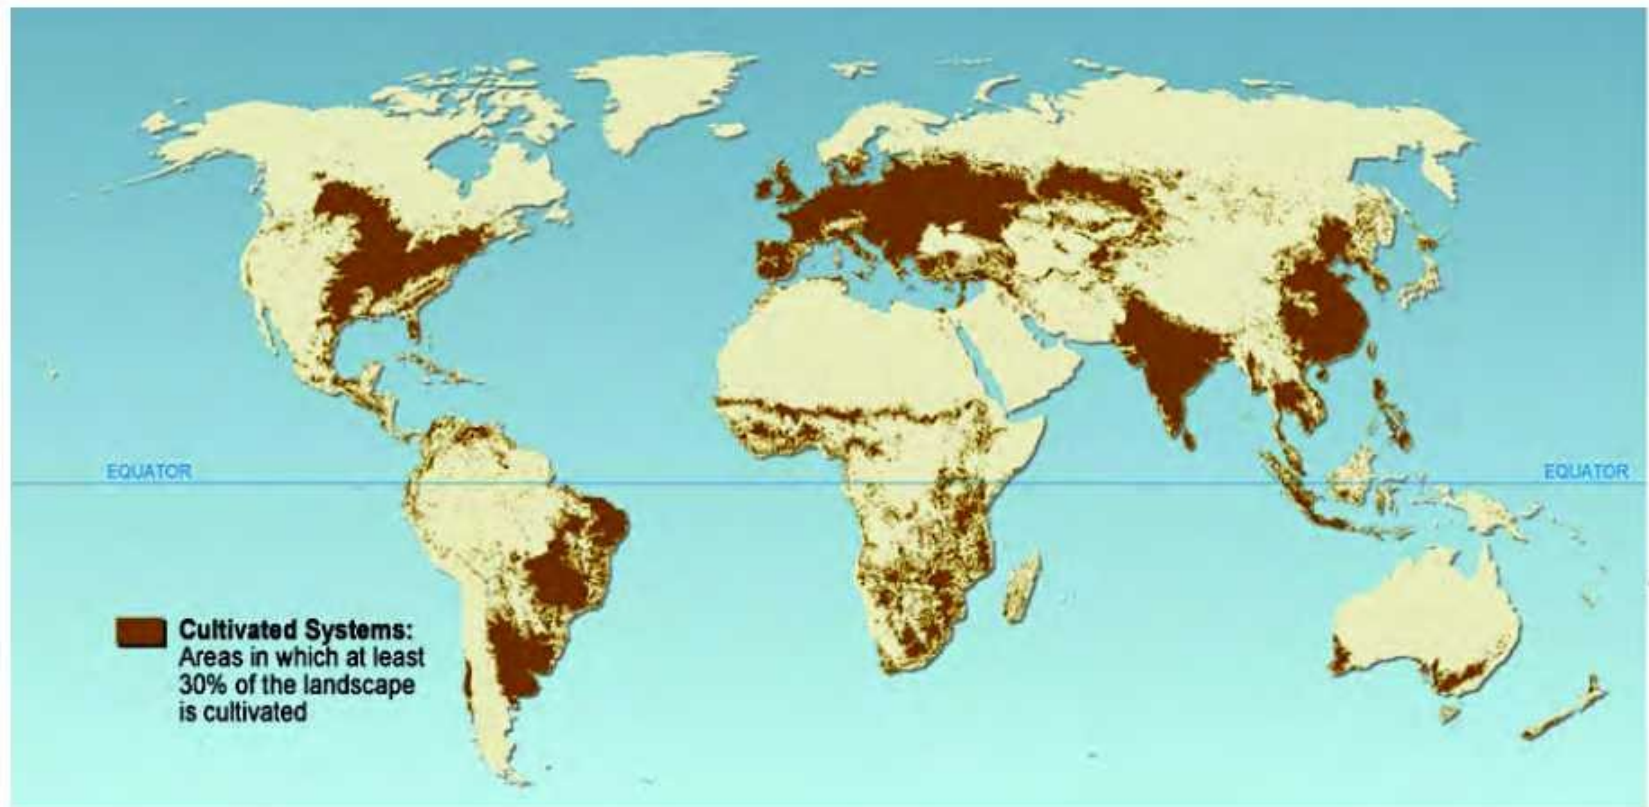 EQUATOR
EQUATOR
Cultivated Systems:
Areas in which at least
30% of the landscape
is cultivated